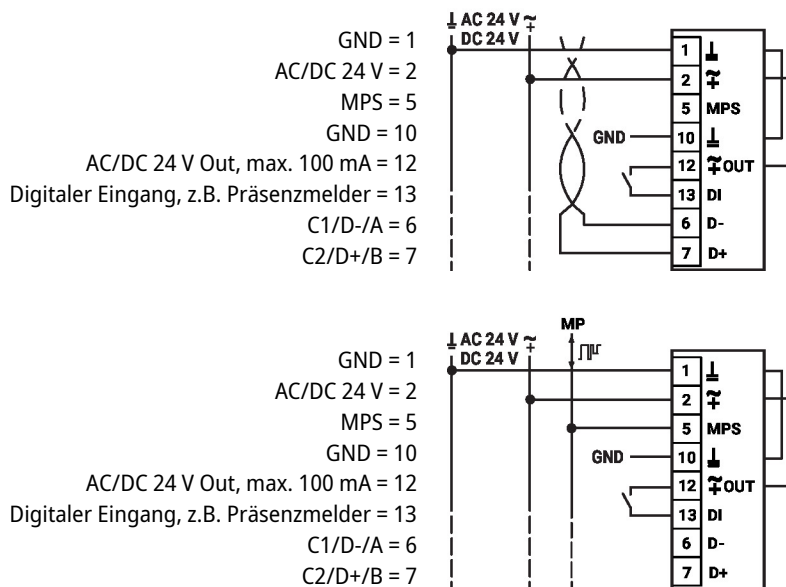 GND = 1
AC/DC 24 V = 2
MPS = 5
GND = 10
AC/DC 24 V Out, max. 100 mA = 12
Digitaler Eingang, z.B. Präsenzmelder = 13
C1/D-/A = 6
C2/D+/B = 7
AC 24 V
DC 24 V
GND
1
2
5 MPS
10
12 OUT
13 DI
6 D-
7 D+
GND = 1
AC/DC 24 V = 2
MPS = 5
GND = 10
AC/DC 24 V Out, max. 100 mA = 12
Digitaler Eingang, z.B. Präsenzmelder = 13
C1/D-/A = 6
C2/D+/B = 7
MP
AC 24 V
DC 24 V
GND
1
2
5 MPS
10
12 OUT
13 DI
6 D-
7 D+